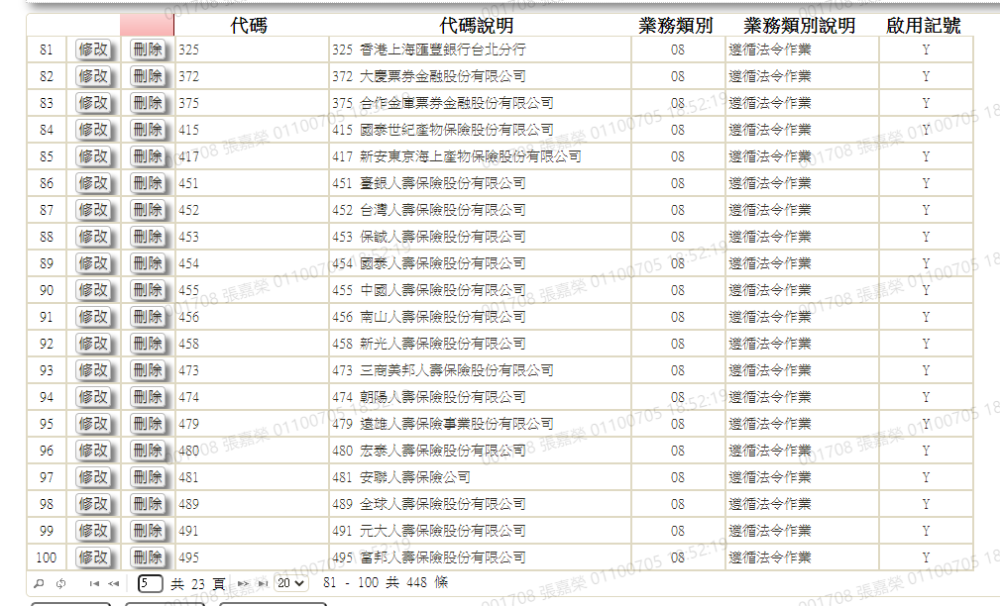 代碼 代碼說明 業務類別 業務類別說明 啟用記號
81 修改 刪除 325 325 香港上海匯豐銀行台北分行 08 遵循法令作業 Y
82 修改 刪除 372 372 大慶票券金融股份有限公司 08 遵循法令作業 Y
83 修改 刪除 375 375 合作金庫票券金融股份有限公司 08 遵循法令作業 Y
84 修改 刪除 415 415 國泰世紀產物保險股份有限公司 08 遵循法令作業 Y
85 修改 刪除 417 417 新安東京海上產物保險股份有限公司 08 遵循法令作業 Y
86 修改 刪除 451 451 臺銀人壽保險股份有限公司 08 遵循法令作業 Y
87 修改 刪除 452 452 台灣人壽保險股份有限公司 08 遵循法令作業 Y
88 修改 刪除 453 453 保誠人壽保險股份有限公司 08 遵循法令作業 Y
89 修改 刪除 454 454 國泰人壽保險股份有限公司 08 遵循法令作業 Y
90 修改 刪除 455 455 中國人壽保險股份有限公司 08 遵循法令作業 Y
91 修改 刪除 456 456 南山人壽保險股份有限公司 08 遵循法令作業 Y
92 修改 刪除 458 458 新光人壽保險股份有限公司 08 遵循法令作業 Y
93 修改 刪除 473 473 三商美邦人壽保險股份有限公司 08 遵循法令作業 Y
94 修改 刪除 474 474 朝陽人壽保險股份有限公司 08 遵循法令作業 Y
95 修改 刪除 479 479 遠雄人壽保險事業股份有限公司 08 遵循法令作業 Y
96 修改 刪除 480 480 宏泰人壽保險股份有限公司 08 遵循法令作業 Y
97 修改 刪除 481 481 安聯人壽保險公司 08 遵循法令作業 Y
98 修改 刪除 489 489 全球人壽保險股份有限公司 08 遵循法令作業 Y
99 修改 刪除 491 491 元大人壽保險股份有限公司 08 遵循法令作業 Y
100 修改 刪除 495 495 富邦人壽保險股份有限公司 08 遵循法令作業 Y
5 共 23 頁 20 81 - 100 共 448 條
001708 張嘉榮 01100705 18:52:19